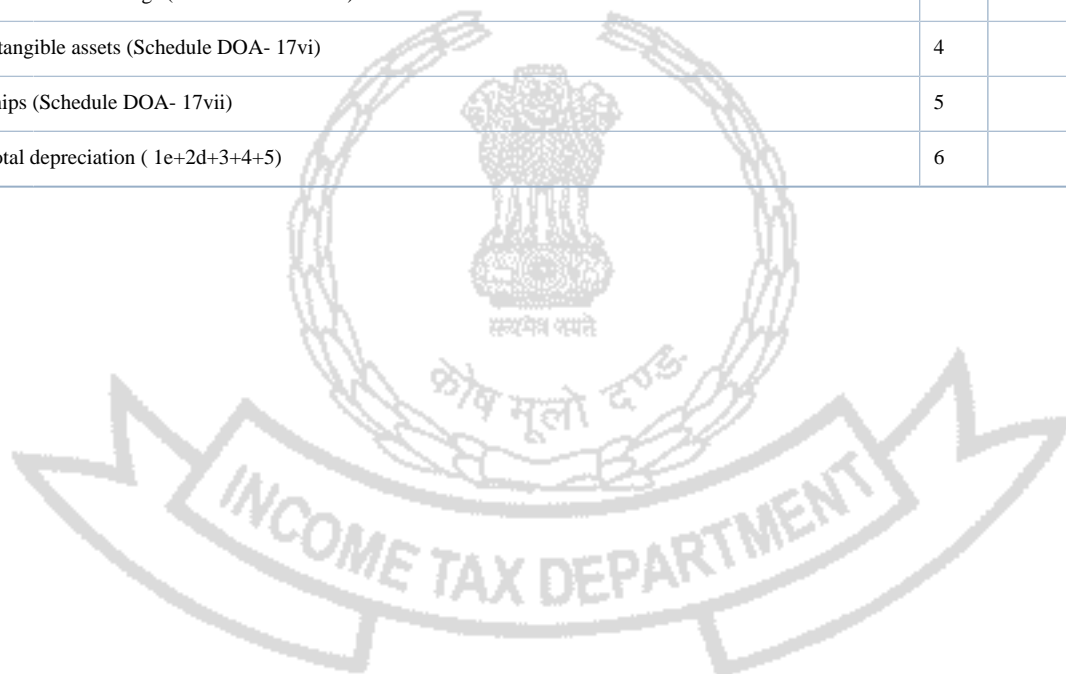 tangible assets (Schedule DOA- 17vi) 4
ips (Schedule DOA- 17vii) 5
otal depreciation ( 1e+2d+3+4+5) 6
सत्यमेव जयते
कोष मूलो दण्डः
INCOME TAX DEPARTMENT